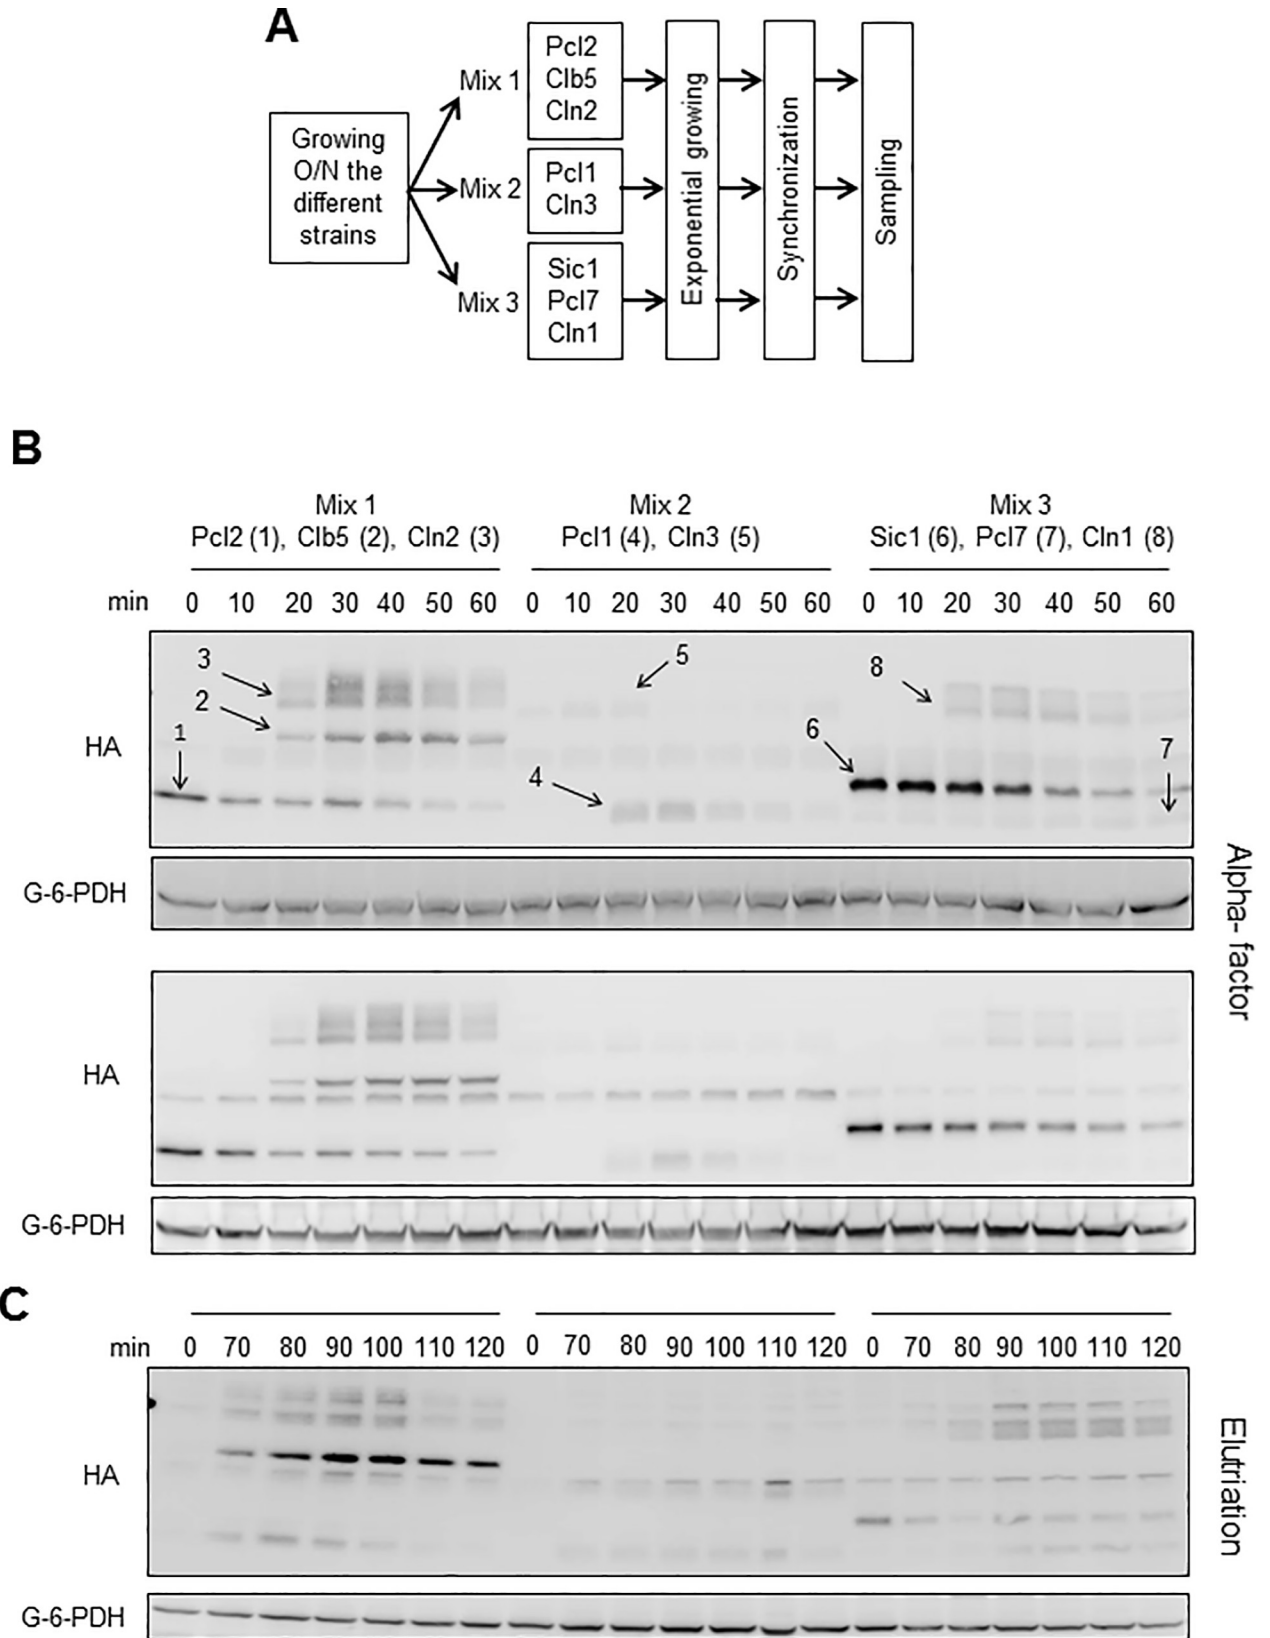 A
Growing
O/N the
different
strains
Mix 1
Pcl2
Clb5
Cln2
Mix 2
Pcl1
Cln3
Mix 3
Sic1
Pcl7
Cln1
Exponential growing
Synchronization
Sampling
B
Mix 1 Mix 2 Mix 3
Pcl2 (1), Clb5 (2), Cln2 (3) Pcl1 (4), Cln3 (5) Sic1 (6), Pcl7 (7), Cln1 (8)
min 0 10 20 30 40 50 60 0 10 20 30 40 50 60 0 10 20 30 40 50 60
3
2
1
5
4
8
6
7
HA
G-6-PDH
HA
G-6-PDH
Alpha- factor
C
min 0 70 80 90 100 110 120 0 70 80 90 100 110 120 0 70 80 90 100 110 120
HA
G-6-PDH
Elutriation